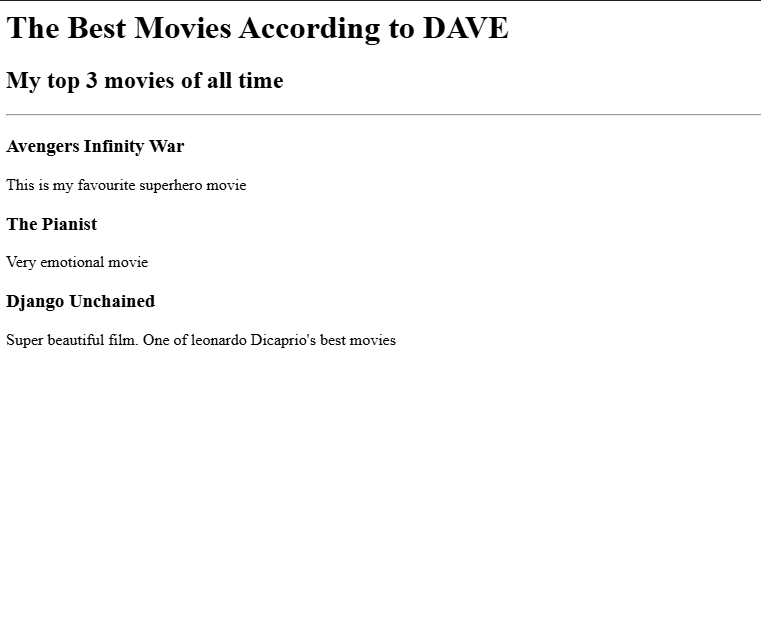 The Best Movies According to DAVE
My top 3 movies of all time
Avengers Infinity War
This is my favourite superhero movie
The Pianist
Very emotional movie
Django Unchained
Super beautiful film. One of leonardo Dicaprio's best movies